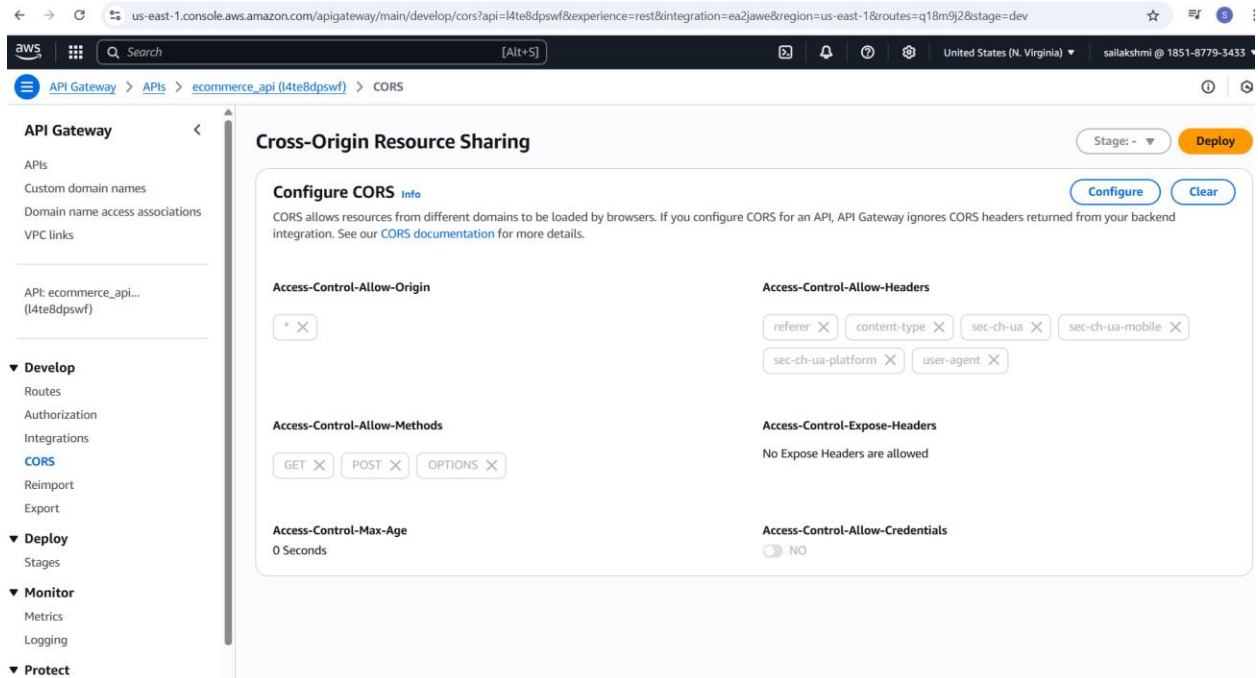 us-east-1.console.aws.amazon.com/apigateway/main/develop/cors?api=l4te8dpswf&experience=rest&integration=ea2jawe&region=us-east-1&routes=q18m9j2&stage=dev
S
aws
Search [Alt+S]
United States (N. Virginia) sailakshmi @ 1851-8779-3433
API Gateway > APIs > ecommerce_api (l4te8dpswf) > CORS
API Gateway
APIs
Custom domain names
Domain name access associations
VPC links
API: ecommerce_api...
(l4te8dpswf)
Develop
Routes
Authorization
Integrations
CORS
Reimport
Export
Deploy
Stages
Monitor
Metrics
Logging
Protect
Cross-Origin Resource Sharing
Stage: -
Deploy
Configure CORS Info
Configure
Clear
CORS allows resources from different domains to be loaded by browsers. If you configure CORS for an API, API Gateway ignores CORS headers returned from your backend
integration. See our CORS documentation for more details.
Access-Control-Allow-Origin
*
Access-Control-Allow-Headers
referer content-type sec-ch-ua sec-ch-ua-mobile
sec-ch-ua-platform user-agent
Access-Control-Allow-Methods
GET POST OPTIONS
Access-Control-Expose-Headers
No Expose Headers are allowed
Access-Control-Max-Age
0 Seconds
Access-Control-Allow-Credentials
NO